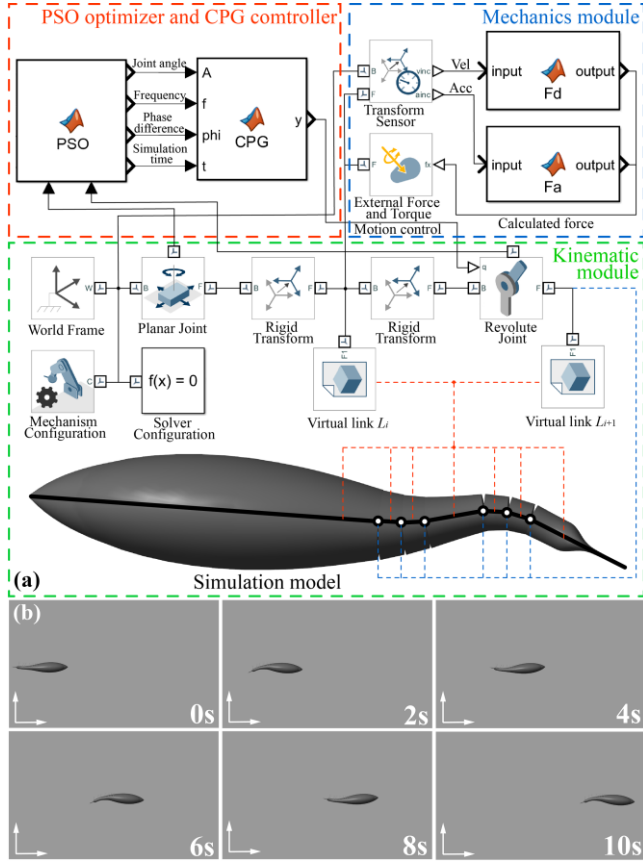 PSO optimizer and CPG comtroller
Mechanics module
Joint angle
Frequency
Phase
difference
Simulation
time
PSO
A
f
phi
t
CPG
y
B
F
vinc
ainc
Transform
Sensor
Vel
Acc
input
Fd
output
input
Fa
output
F
fx
External Force
and Torque
Calculated force
Motion control
Kinematic
module
W
World Frame
B
F
Planar Joint
B
F
Rigid
Transform
B
F
Rigid
Transform
q
B
F
Revolute
Joint
C
Mechanism
Configuration
f(x) = 0
Solver
Configuration
F1
Virtual link Li
F1
Virtual link Li+1
(a)
Simulation model
(b)
0s
2s
4s
6s
8s
10s